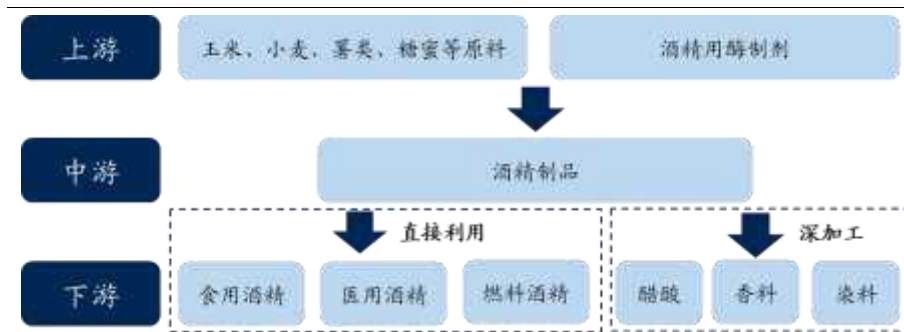 上游
玉米、小麦、薯类、糖蜜等原料
酒精用酶制剂
中游
酒精制品
直接利用
深加工
下游
食用酒精
医用酒精
燃料酒精
醋酸
香料
染料